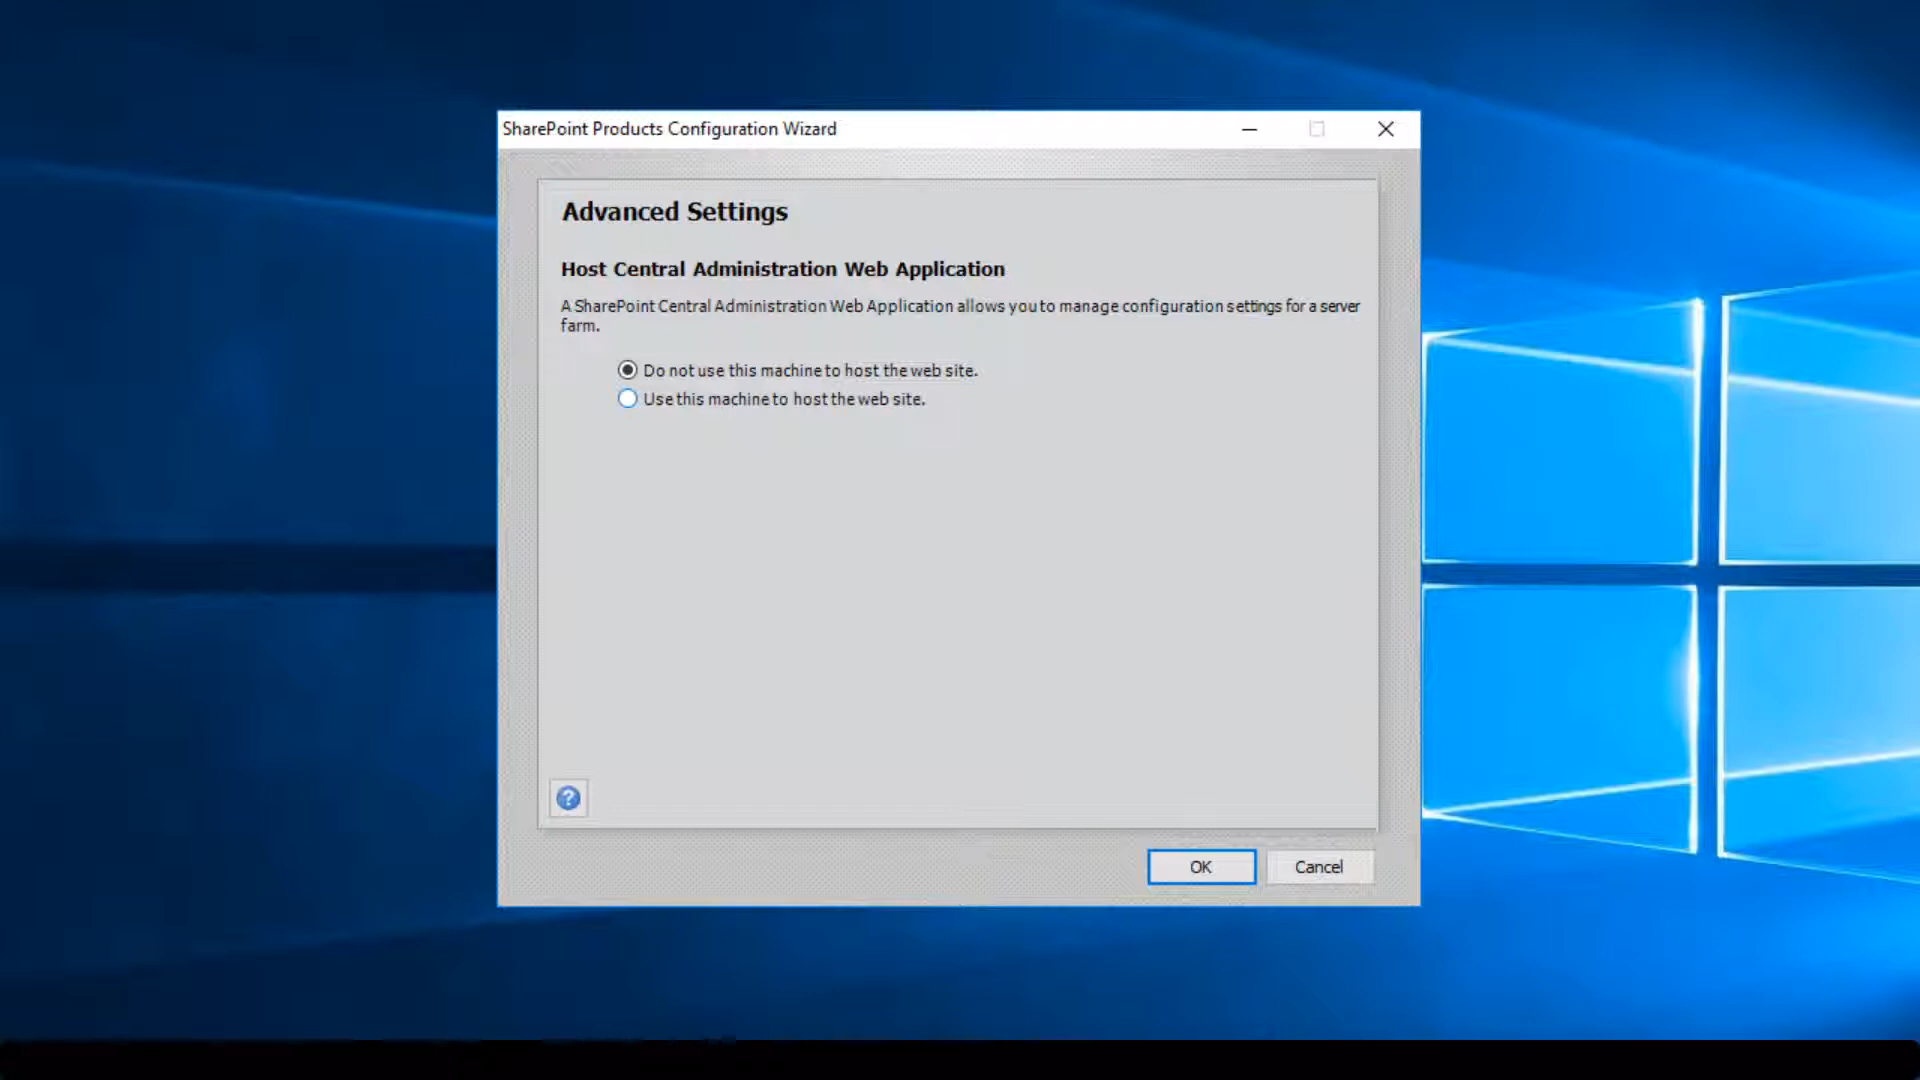 SharePoint Products Configuration Wizard
Advanced Settings
Host Central Administration Web Application
A SharePoint Central Administration Web Application allows you to manage configuration settings for a server
farm.
Do not use this machine to host the web site.
Use this machine to host the web site.
?
OK
Cancel